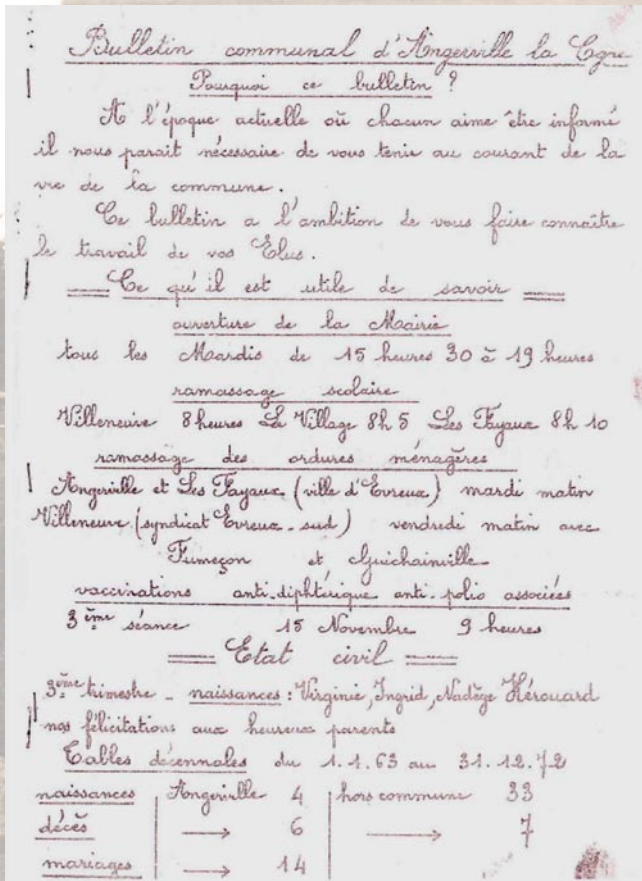 Bulletin communal d'Angerville la Cgne
Pourquoi ce bulletin ?
A l'époque actuelle où chacun aime être informé
il nous parait nécessaire de vous tenir au courant de la
vie de la commune.
Ce bulletin a l'ambition de vous faire connaître
le travail de vos Elus.
Ce qu'il est utile de savoir
ouverture de la Mairie
tous les Mardis de 15 heures 30 à 19 heures
ramassage scolaire
Villeneuve 8 heures Le Village 8h 5 Les Fayaux 8h 10
ramassage des ordures ménagères
Angerville et Les Fayaux (ville d'Evreux) mardi matin
Villeneuve (syndicat Evreux-sud) vendredi matin avec
Fumeçon et Guichainville
vaccinations anti-diphtérique anti-polio associées
3ème séance 15 Novembre 9 heures
Etat civil
3ème trimestre - naissances : Virginie, Ingrid, Nadège Hérouard
nos félicitations aux heureux parents
Tables décennales du 1.1.63 au 31.12.72
naissances Angerville 4 hors commune 33
décès → 6 → 7
mariages → 14